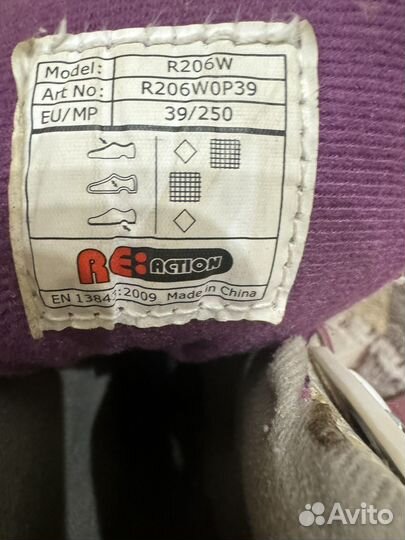 Model: R206W
Art No: R206W0P39
EU/MP 39/250
RE:ACTION
EN 13843:2009 Made in China
Avito